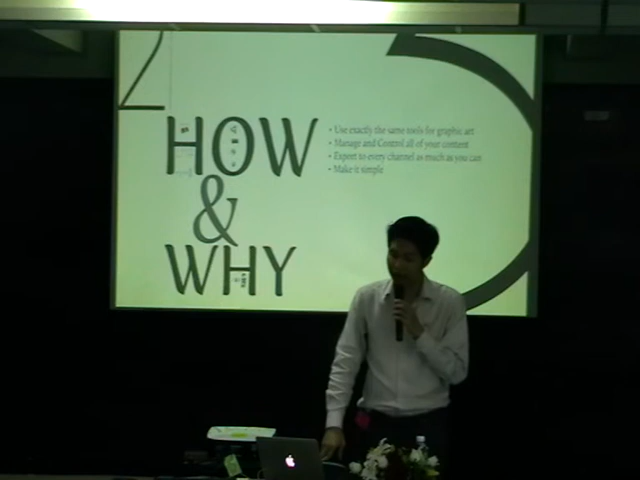 2
HOW
&
WHY
• Use exactly the same tools for graphic art
• Manage and Control all of your content
• Export to every channel as much as you can
• Make it simple